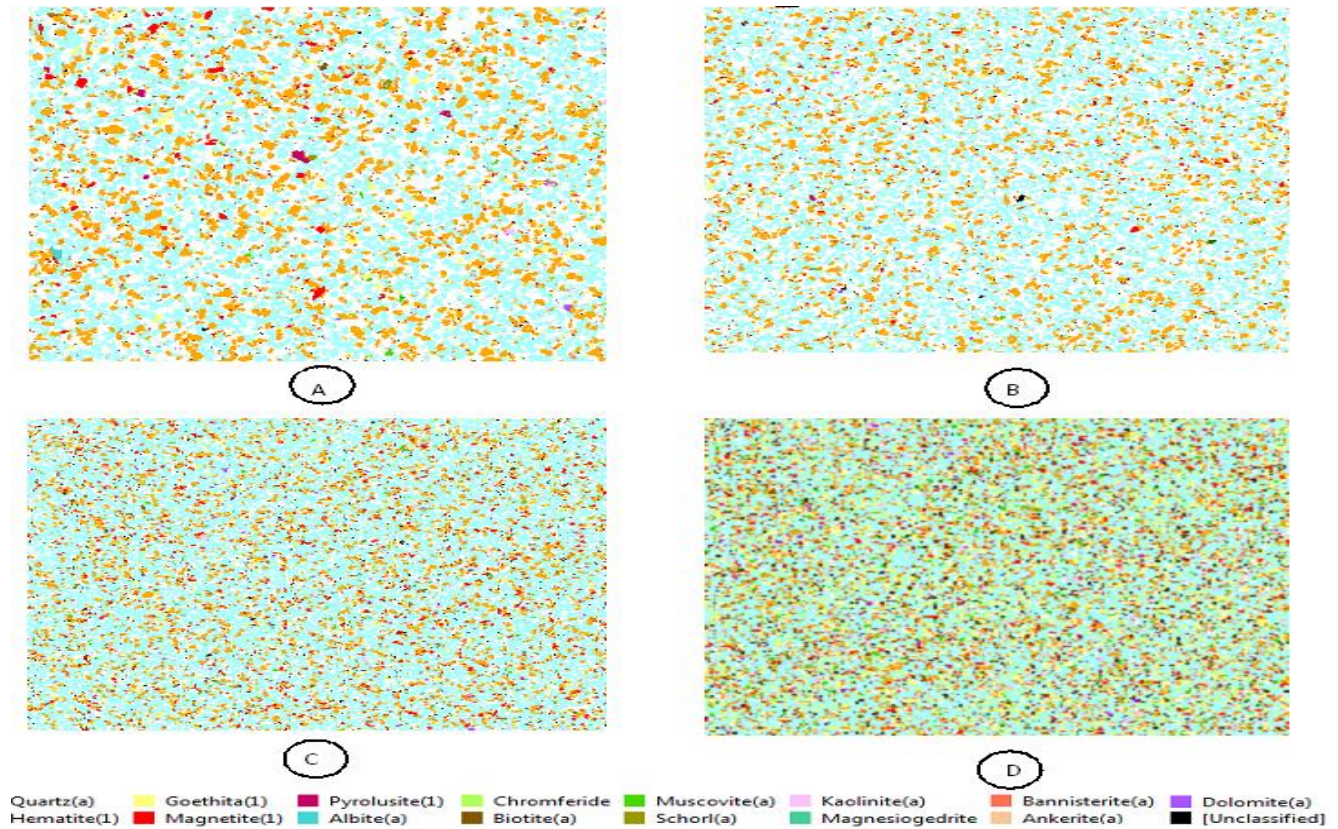 A
B
C
D
Quartz(a) Goethita(1) Pyrolusite(1) Chromferide Muscovite(a) Kaolinite(a) Bannisterite(a) Dolomite(a)
Hematite(1) Magnetite(1) Albite(a) Biotite(a) Schorl(a) Magnesiogedrite Ankerite(a) [Unclassified]